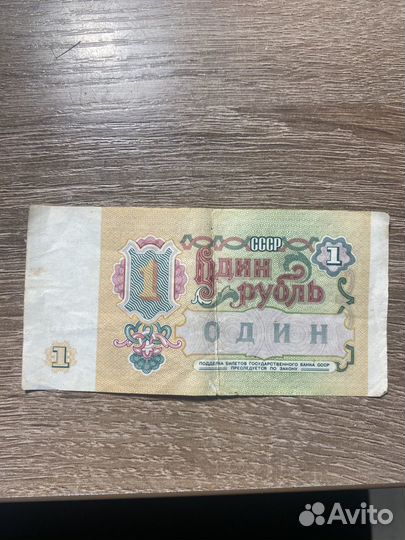 СССР
1
1
Один
рубль
ОДИН
1
ПОДДЕЛКА БИЛЕТОВ ГОСУДАРСТВЕННОГО БАНКА СССР
ПРЕСЛЕДУЕТСЯ ПО ЗАКОНУ
Avito